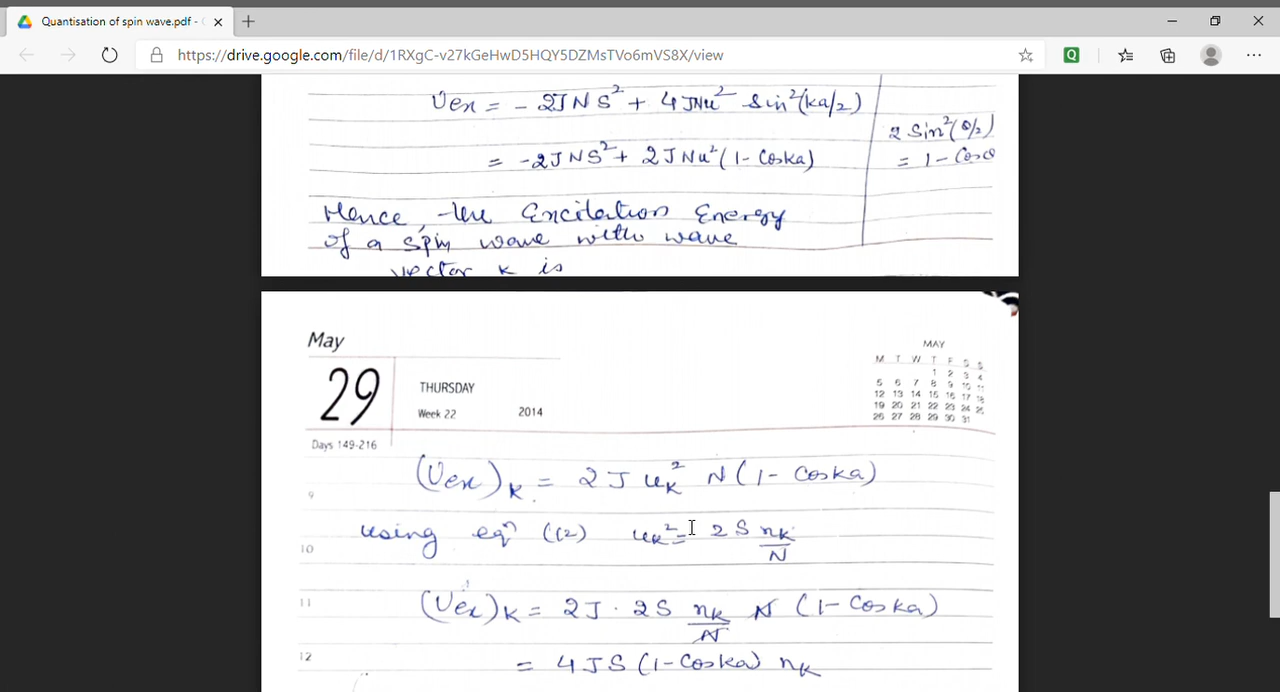 Quantisation of spin wave.pdf - G
https://drive.google.com/file/d/1RXgC-v27kGeHwD5HQY5DZMsTVo6mVS8X/view
Uex = - 2JNS² + 4JNu² Sin²(ka/2)
2 Sin²(θ/2)
= -2JNS² + 2JNu²(1- Coska)
= 1- Cosθ
Hence, the Excitation Energy
of a spin wave with wave
vector k is
May
29
THURSDAY
Week 22 2014
Days 149-216
MAY
M T W T F S S
1 2 3 4
5 6 7 8 9 10 11
12 13 14 15 16 17 18
19 20 21 22 23 24 25
26 27 28 29 30 31
(Uex)k = 2J uk² N(1- Coska)
9
using eqn (12) uk² = 2S nk/N
10
11 (Uex)k = 2J · 2S nk/N N (1- Coska)
12 = 4JS(1-Coska) nk